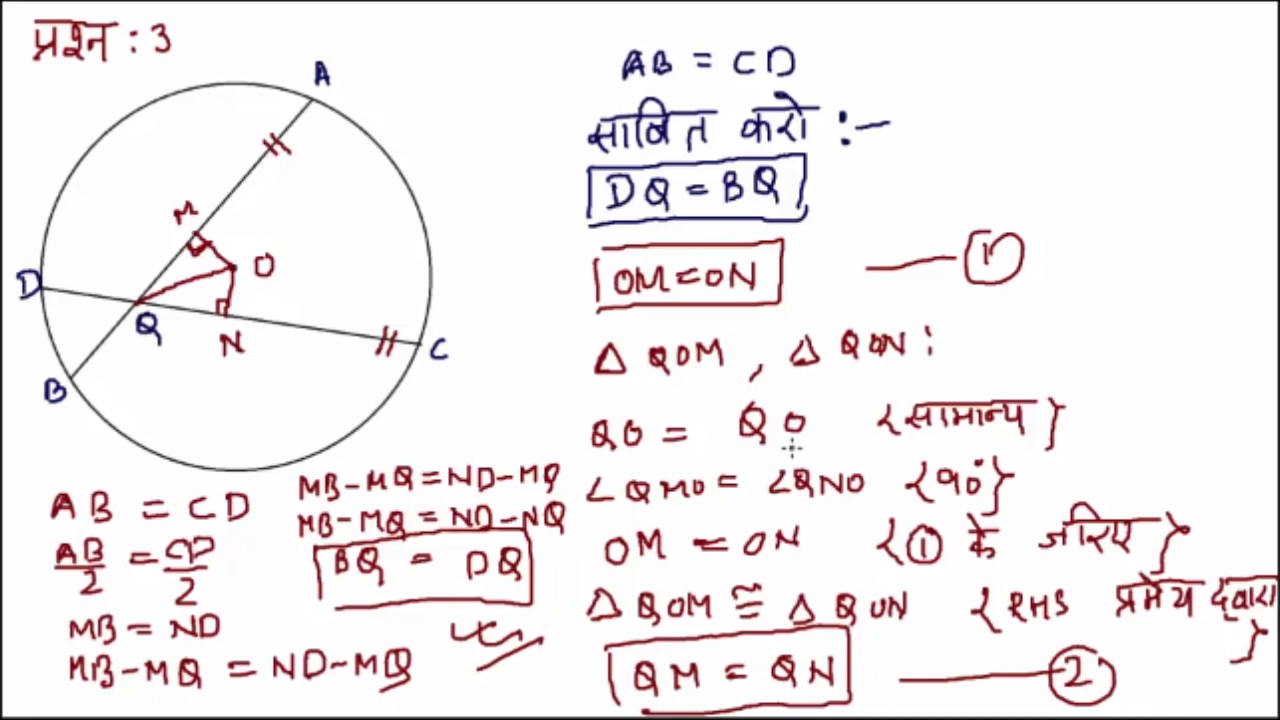 प्रश्न : 3
A
M
O
D
Q
N
C
B
AB = CD
साबित करो :-
DQ = BQ
OM = ON —— ①
△ QOM , △ QON :
QO = QO {सामान्य}
∠QMO = ∠QNO {90°}
OM = ON {① के जरिए}
△ QOM ≅ △ QON {RHS प्रमेय द्वारा}
QM = QN —— ②
AB = CD
AB/2 = CD/2
MB = ND
MB-MQ = ND-MQ
MB-MQ = ND-MQ
MB-MQ = ND-NQ
BQ = DQ